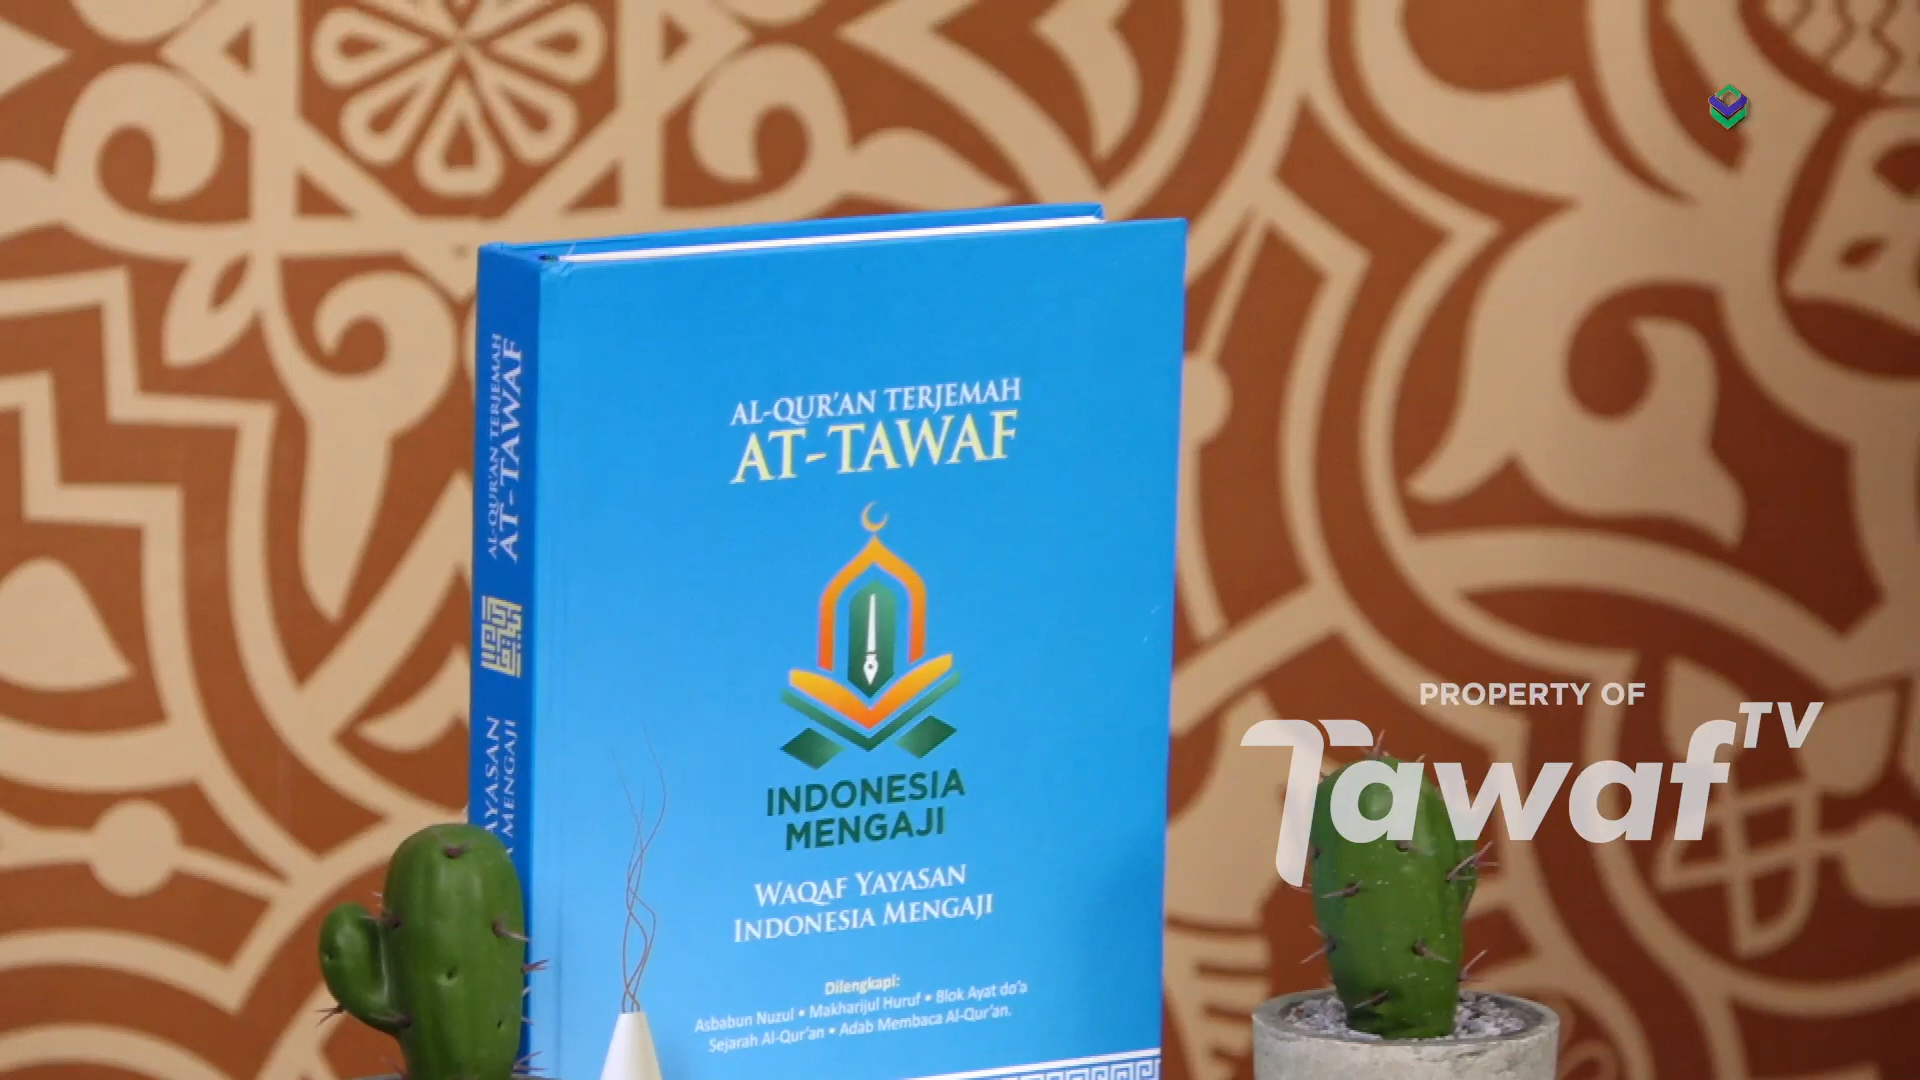 AL-QUR'AN TERJEMAH
AT-TAWAF
INDONESIA
MENGAJI
WAQAF YAYASAN
INDONESIA MENGAJI
Dilengkapi:
Asbabun Nuzul • Makharijul Huruf • Blok Ayat do'a
Sejarah Al-Qur'an • Adab Membaca Al-Qur'an.
AL-QUR'AN TERJEMAH
AT-TAWAF
YAYASAN
MENGAJI
PROPERTY OF
Tawaf TV